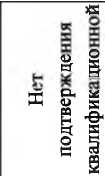 Нет
подтверждения
квалификационной